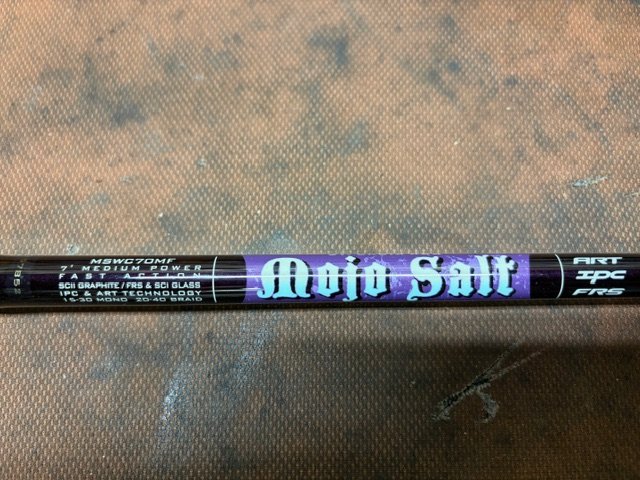 MSWC70MF
7' MEDIUM POWER
FAST ACTION
SCII GRAPHITE / FRS & SCI GLASS
IPC & ART TECHNOLOGY
15-30 MONO 20-40 BRAID
Mojo Salt
ART
IPC
FRS